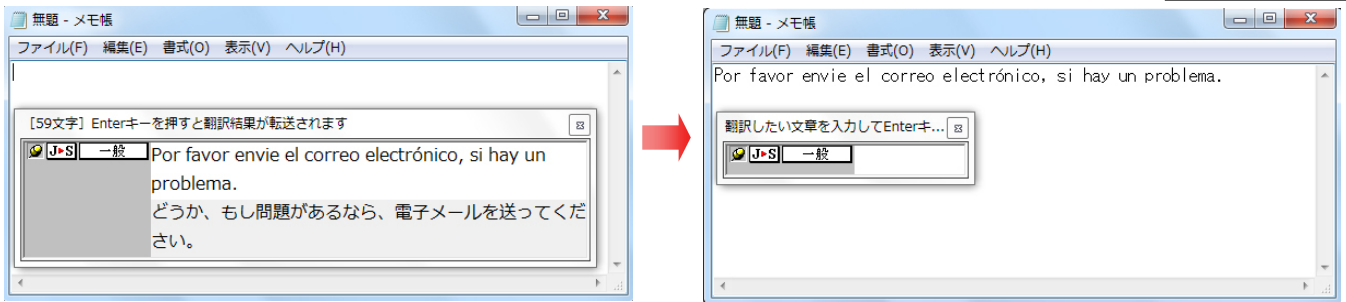 無題 - メモ帳
ファイル(F) 編集(E) 書式(O) 表示(V) ヘルプ(H)
[59文字] Enterキーを押すと翻訳結果が転送されます
J▶S 一般 Por favor envie el correo electrónico, si hay un
problema.
どうか、もし問題があるなら、電子メールを送ってくだ
さい。
無題 - メモ帳
ファイル(F) 編集(E) 書式(O) 表示(V) ヘルプ(H)
Por favor envie el correo electrónico, si hay un problema.
翻訳したい文章を入力してEnterキ...
J▶S 一般